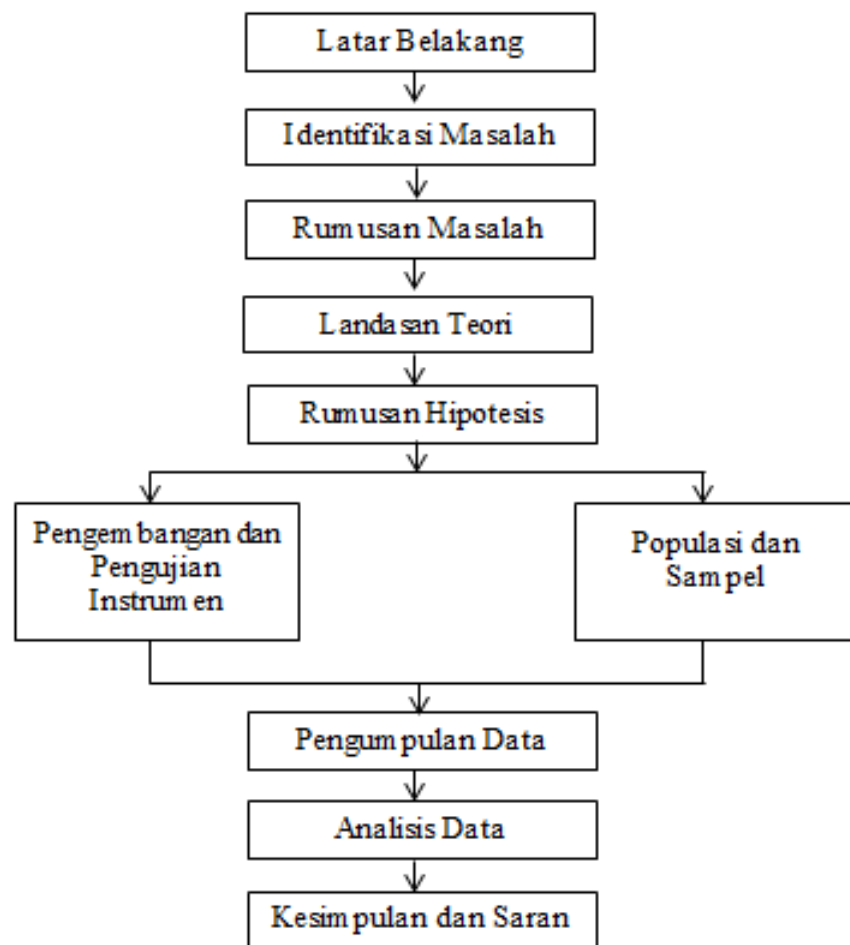 Latar Belakang
Identifikasi Masalah
Rumusan Masalah
Landasan Teori
Rumusan Hipotesis
Pengembangan dan
Pengujian
Instrumen
Populasi dan
Sampel
Pengumpulan Data
Analisis Data
Kesimpulan dan Saran